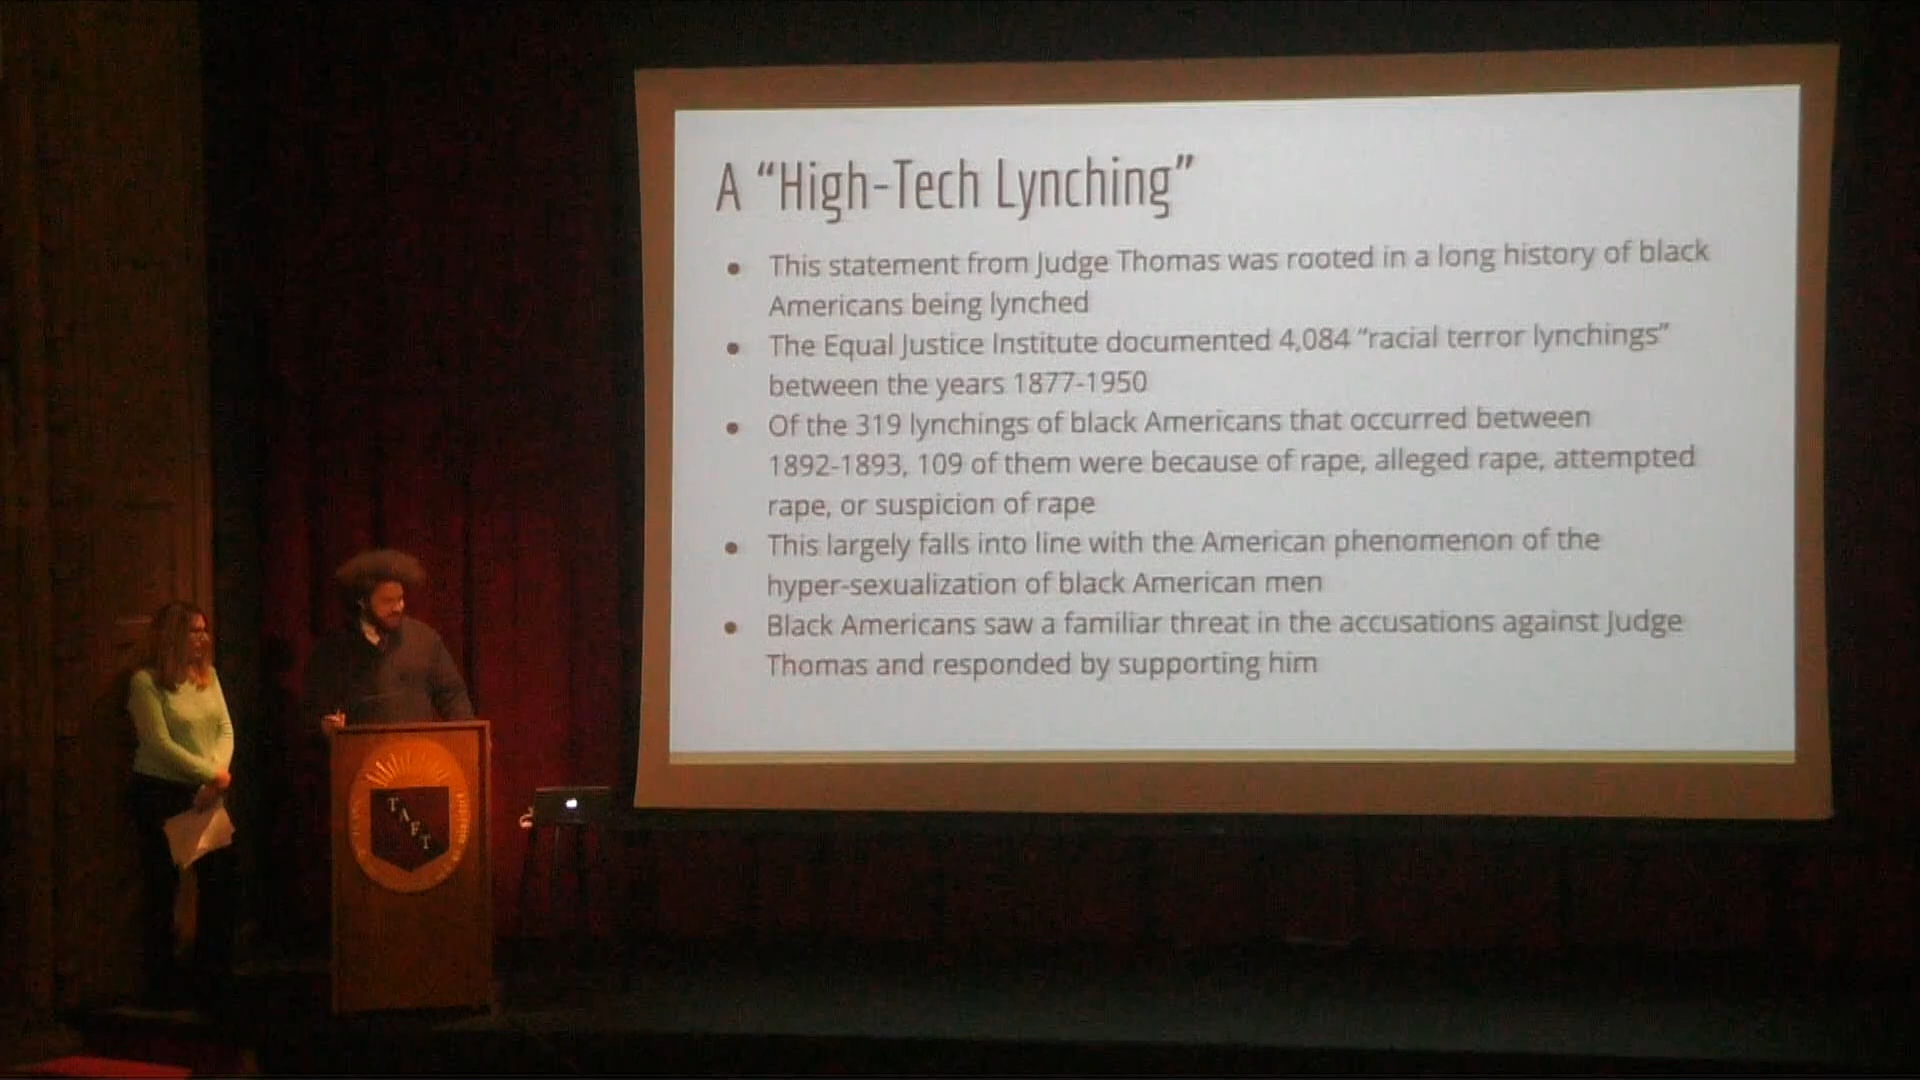 A “High-Tech Lynching”
● This statement from Judge Thomas was rooted in a long history of black
Americans being lynched
● The Equal Justice Institute documented 4,084 “racial terror lynchings”
between the years 1877-1950
● Of the 319 lynchings of black Americans that occurred between
1892-1893, 109 of them were because of rape, alleged rape, attempted
rape, or suspicion of rape
● This largely falls into line with the American phenomenon of the
hyper-sexualization of black American men
● Black Americans saw a familiar threat in the accusations against Judge
Thomas and responded by supporting him
TAFT